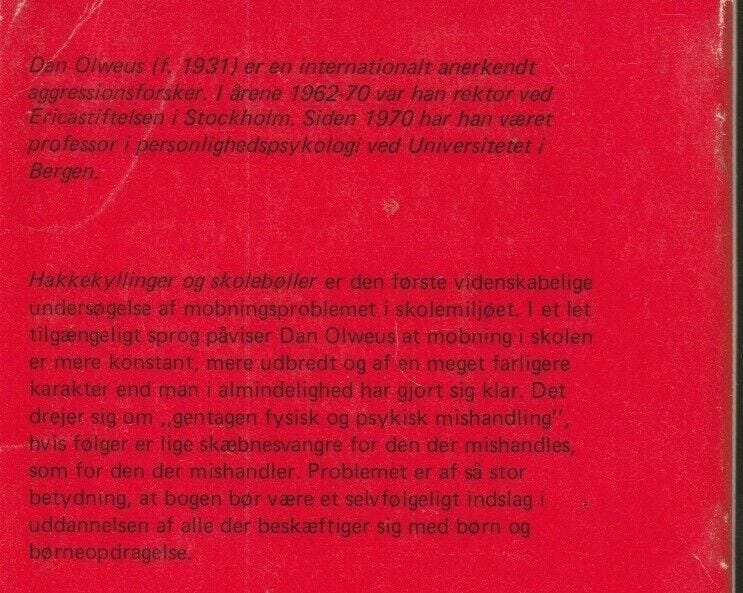 Dan Olweus (f. 1931) er en internationalt anerkendt
aggressionsforsker. I årene 1962-70 var han rektor ved
Ericastiftelsen i Stockholm. Siden 1970 har han været
professor i personlighedspsykologi ved Universitetet i
Bergen.
Hakkekyllinger og skolebøller er den første videnskabelige
undersøgelse af mobningsproblemet i skolemiljøet. I et let
tilgængeligt sprog påviser Dan Olweus at mobning i skolen
er mere konstant, mere udbredt og af en meget farligere
karakter end man i almindelighed har gjort sig klar. Det
drejer sig om „gentagen fysisk og psykisk mishandling",
hvis følger er lige skæbnesvangre for den der mishandles,
som for den der mishandler. Problemet er af så stor
betydning, at bogen bør være et selvfølgeligt indslag i
uddannelsen af alle der beskæftiger sig med børn og
børneopdragelse.